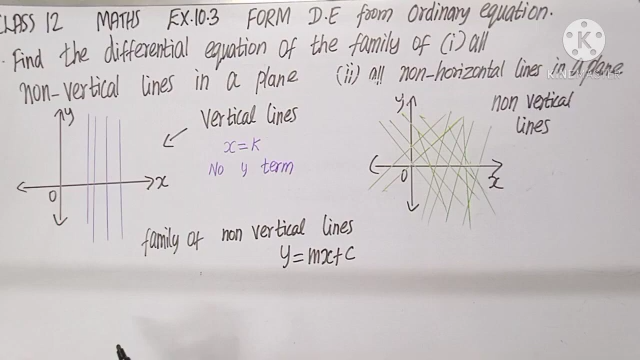 CLASS 12 MATHS EX.10.3 FORM D.E from Ordinary equation.
Find the differential equation of the family of (i) all
non-vertical lines in a plane (ii) all non-horizontal lines in a plane
vertical lines
x=k
No y term
y
x
O
non vertical
lines
y
x
O
family of non vertical lines
y=mx+c